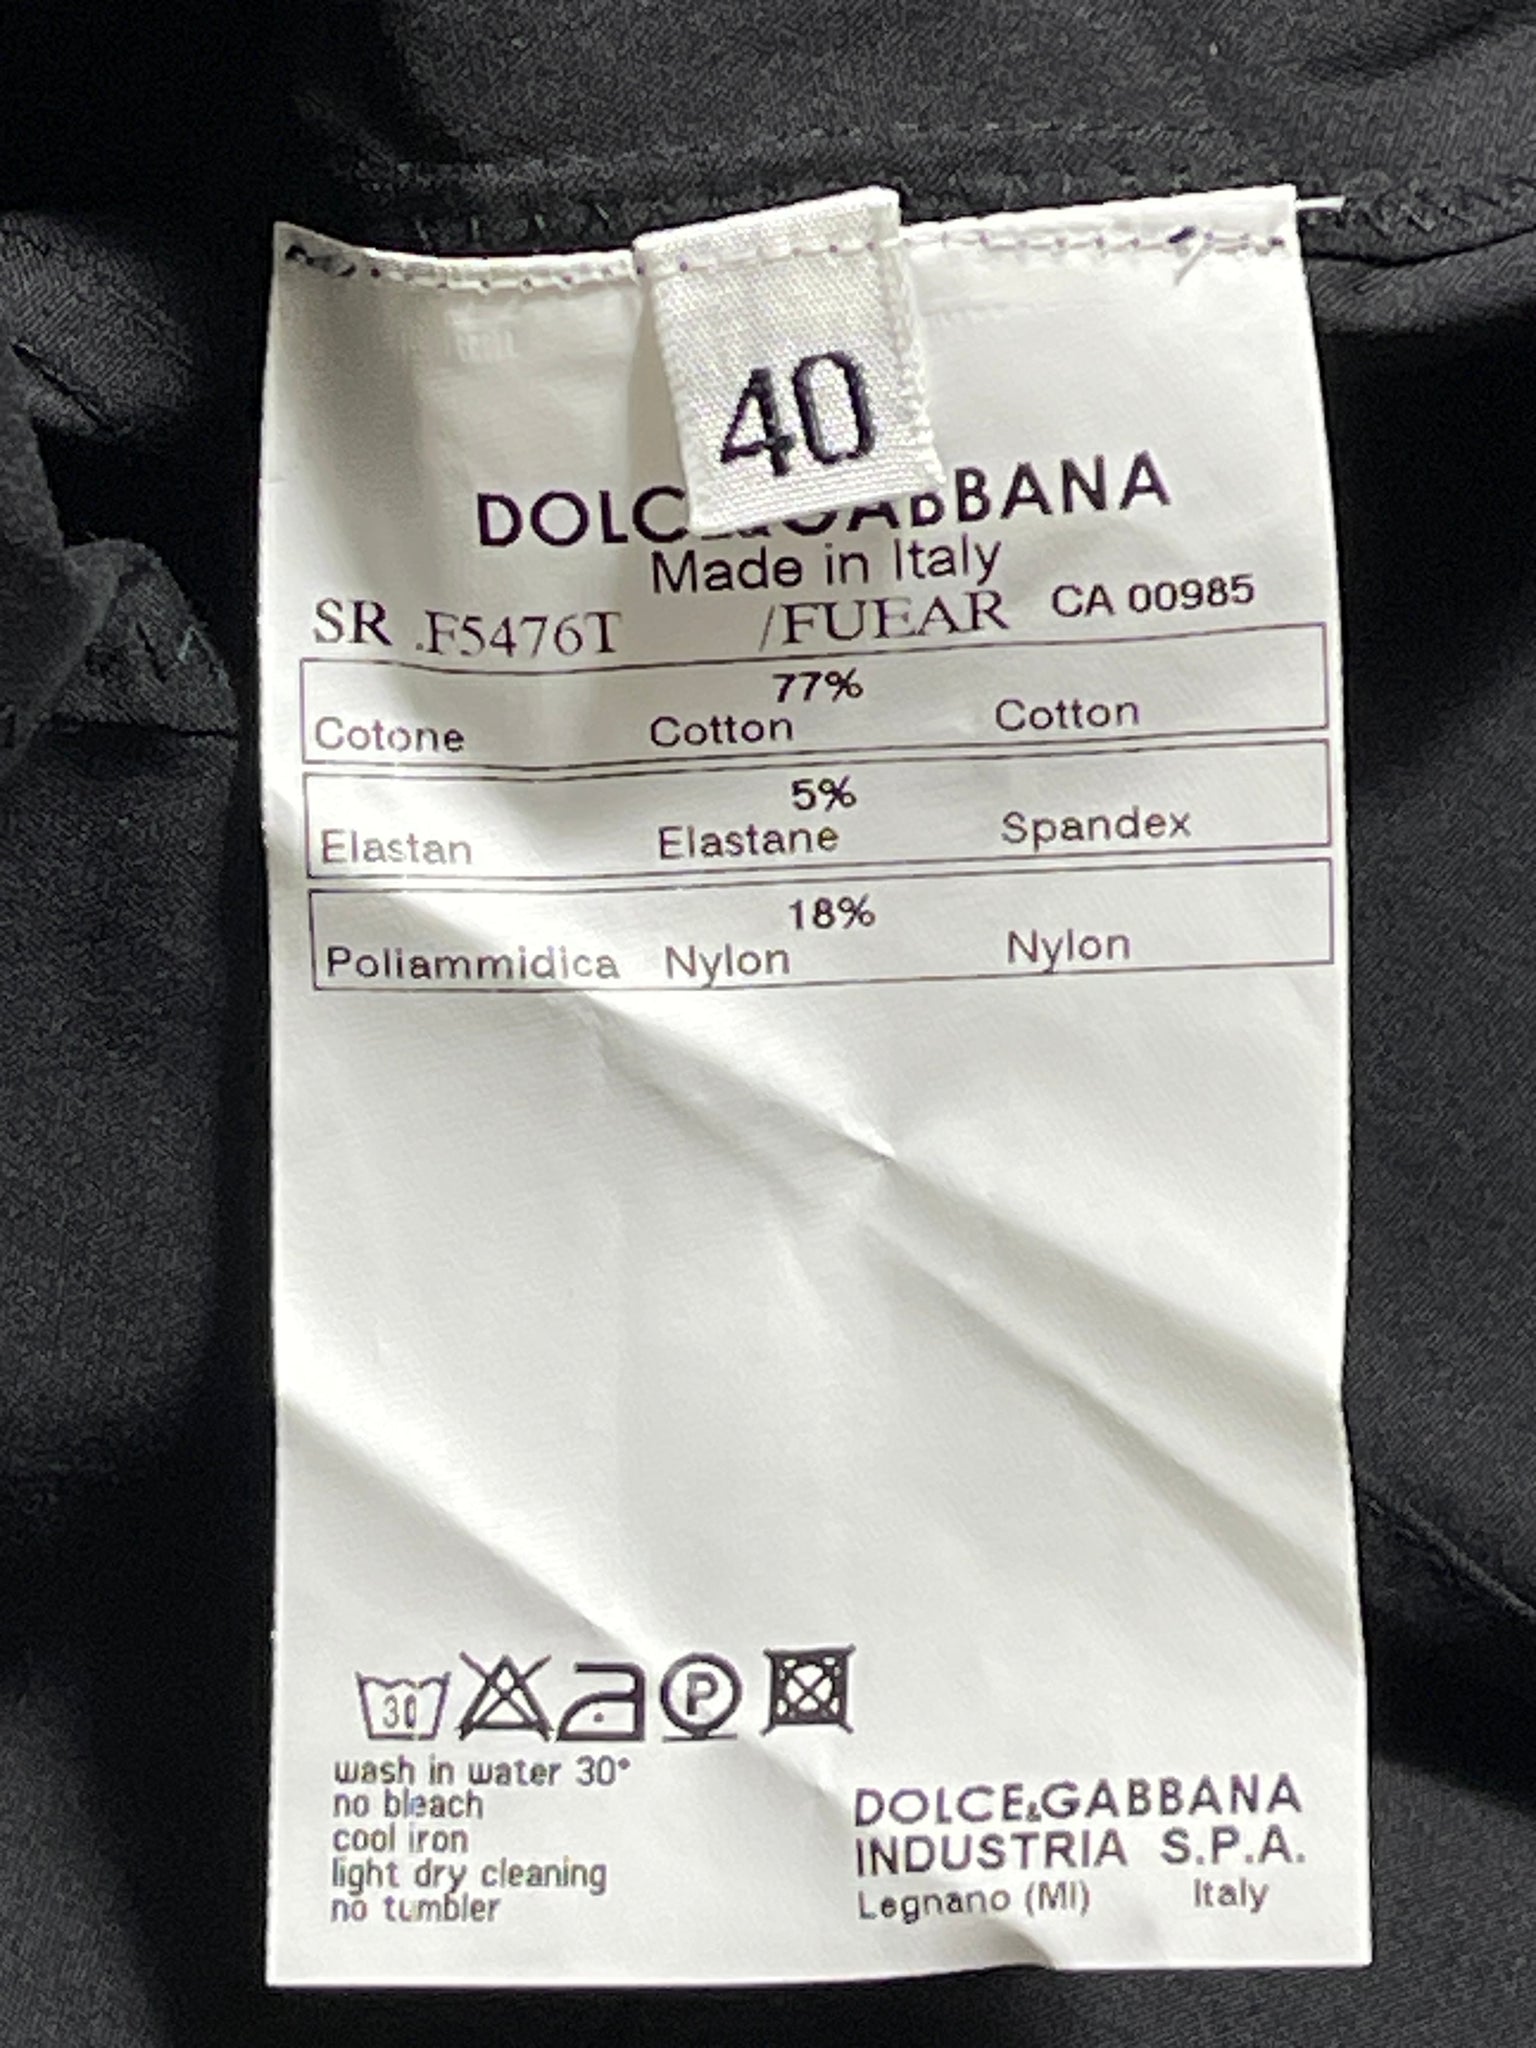 40
DOLCE&GABBANA
Made in Italy
SR .F5476T /FUEAR CA 00985
77%
Cotone Cotton Cotton
5%
Elastan Elastane Spandex
18%
Poliammidica Nylon Nylon
30 P
wash in water 30°
no bleach
cool iron
light dry cleaning
no tumbler
DOLCE&GABBANA
INDUSTRIA S.P.A.
Legnano (MI) Italy